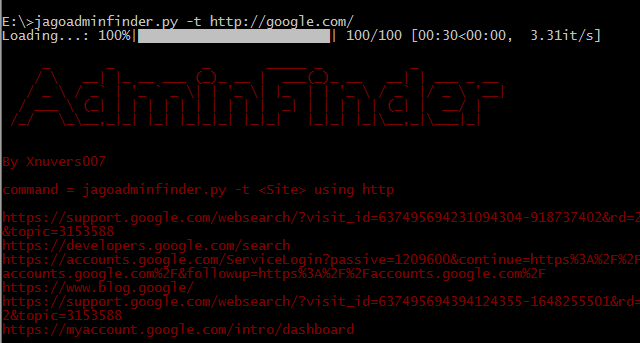 E:\>jagoadminfinder.py -t http://google.com/
Loading...: 100%|██████████| 100/100 [00:30<00:00, 3.31it/s]
AdminFinder
By Xnuvers007
command = jagoadminfinder.py -t <Site> using http
https://support.google.com/websearch/?visit_id=637495694231094304-918737402&rd=2
&topic=3153588
https://developers.google.com/search
https://accounts.google.com/ServiceLogin?passive=1209600&continue=https%3A%2F%2F
accounts.google.com%2F&followup=https%3A%2F%2Faccounts.google.com%2F
https://www.blog.google/
https://support.google.com/websearch/?visit_id=637495694394124355-1648255501&rd=
2&topic=3153588
https://myaccount.google.com/intro/dashboard